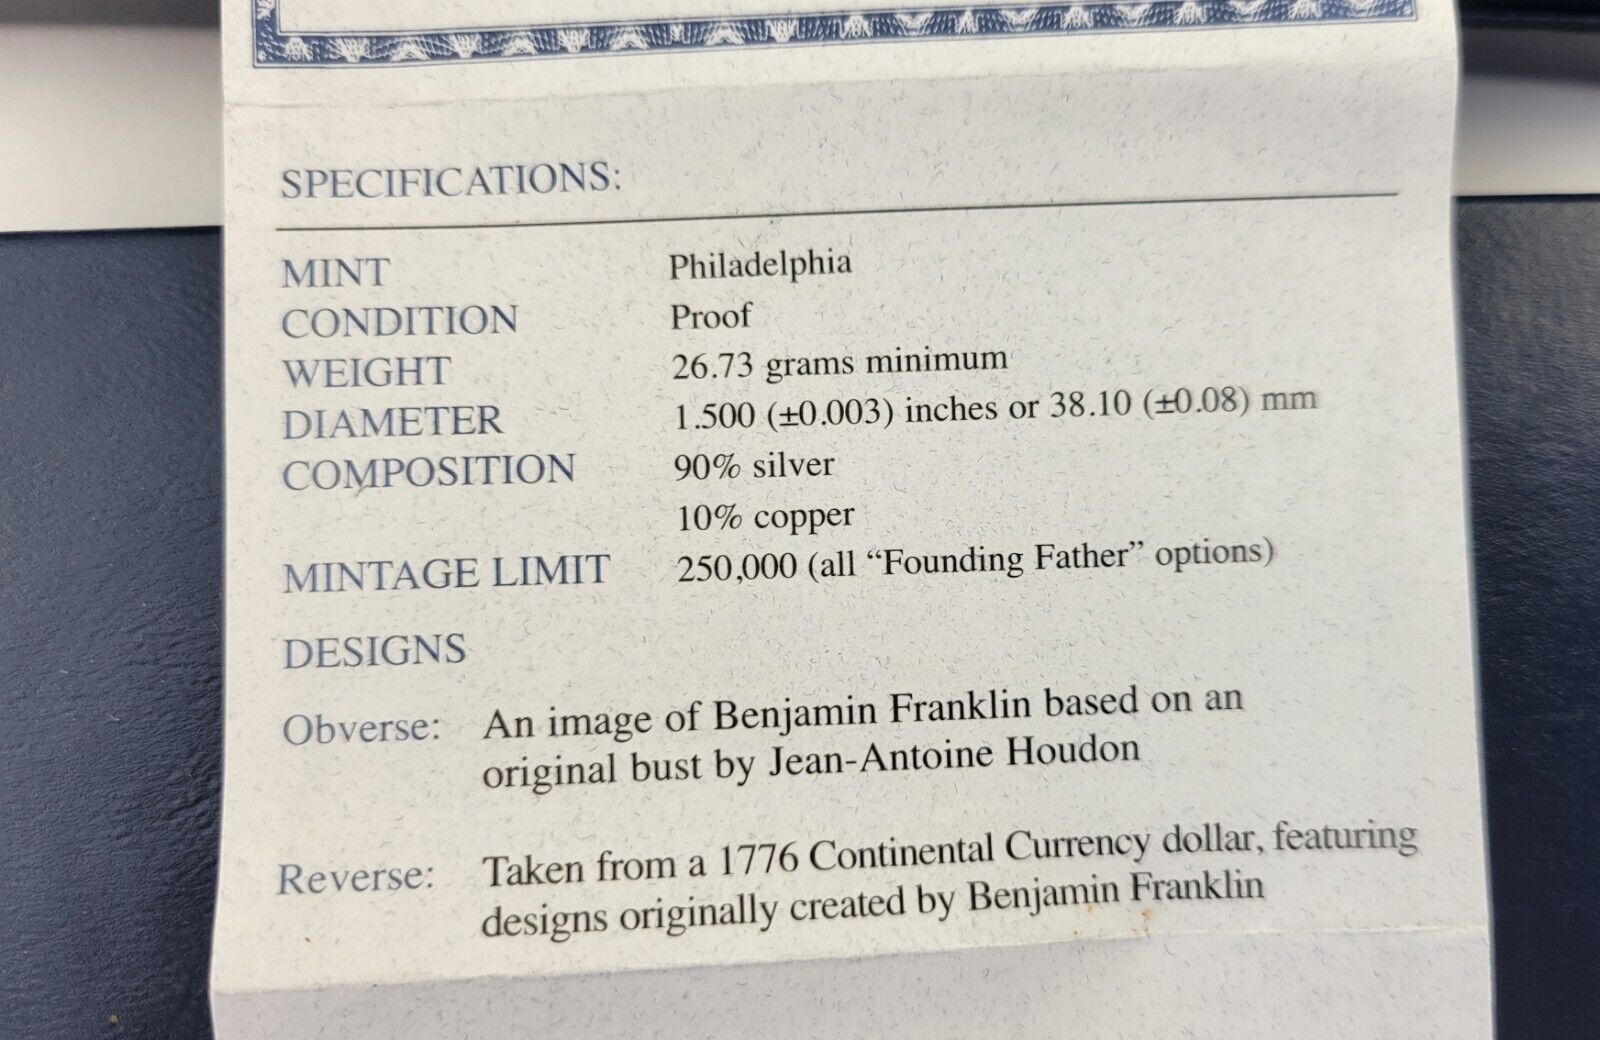 SPECIFICATIONS:
MINT Philadelphia
CONDITION Proof
WEIGHT 26.73 grams minimum
DIAMETER 1.500 (±0.003) inches or 38.10 (±0.08) mm
COMPOSITION 90% silver
10% copper
MINTAGE LIMIT 250,000 (all “Founding Father” options)
DESIGNS
Obverse: An image of Benjamin Franklin based on an
original bust by Jean-Antoine Houdon
Reverse: Taken from a 1776 Continental Currency dollar, featuring
designs originally created by Benjamin Franklin